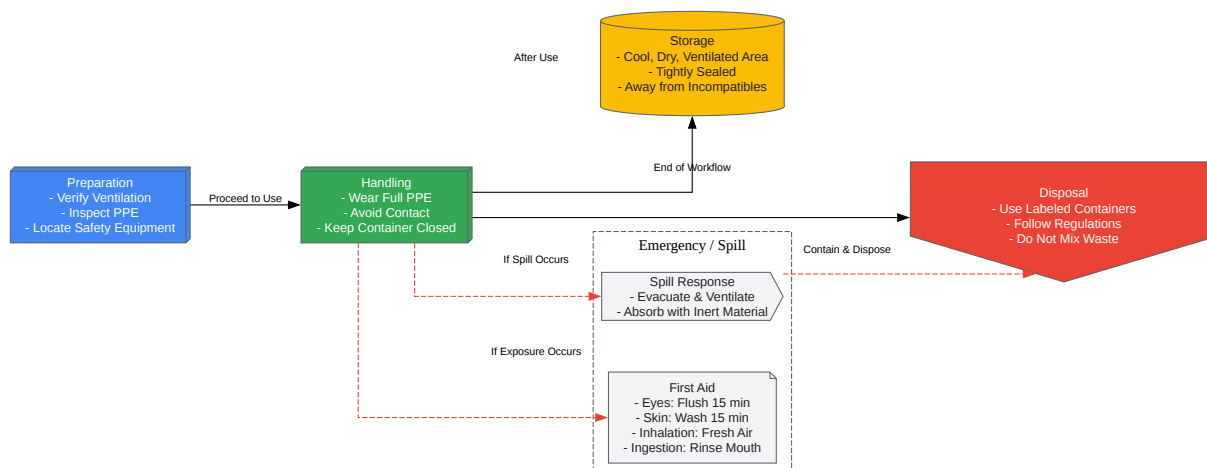 Storage
- Cool, Dry, Ventilated Area
- Tightly Sealed
- Away from Incompatibles
After Use
End of Workflow
Preparation
- Verify Ventilation
- Inspect PPE
- Locate Safety Equipment
Proceed to Use
Handling
- Wear Full PPE
- Avoid Contact
- Keep Container Closed
Disposal
- Use Labeled Containers
- Follow Regulations
- Do Not Mix Waste
Emergency / Spill
If Spill Occurs
Spill Response
- Evacuate & Ventilate
- Absorb with Inert Material
Contain & Dispose
If Exposure Occurs
First Aid
- Eyes: Flush 15 min
- Skin: Wash 15 min
- Inhalation: Fresh Air
- Ingestion: Rinse Mouth